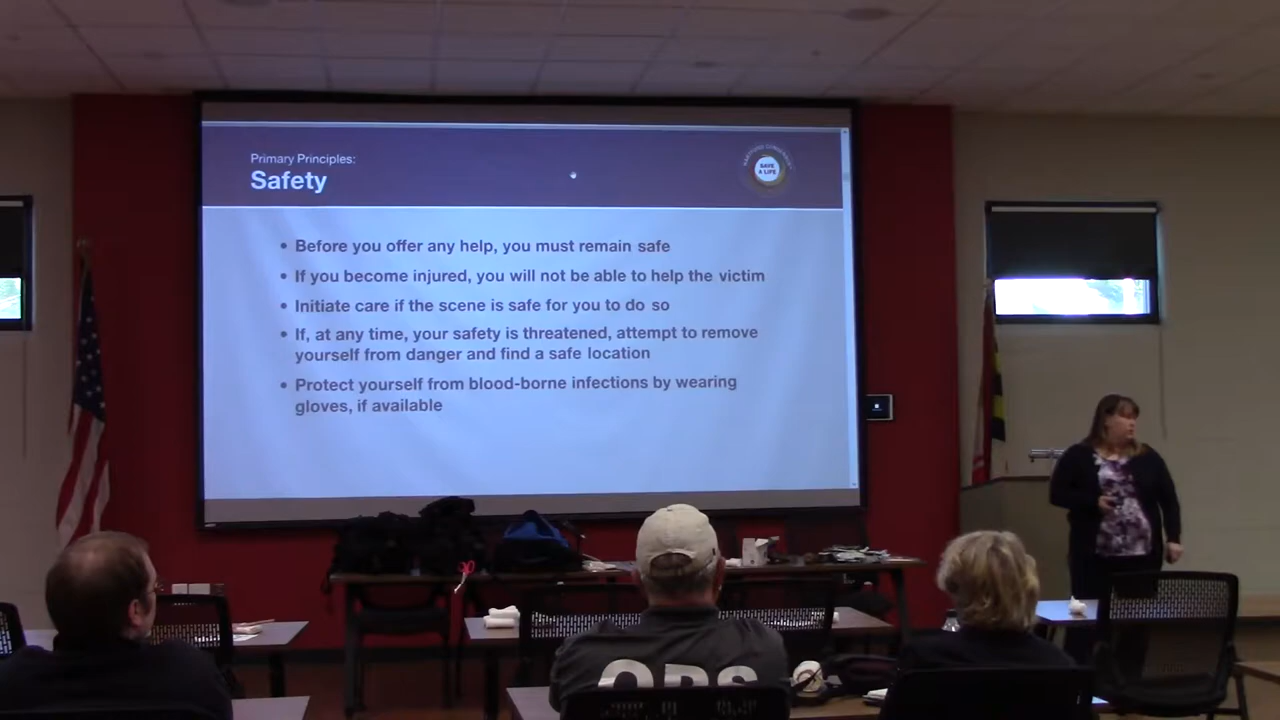 Primary Principles:
Safety
SAVE
A LIFE
• Before you offer any help, you must remain safe
• If you become injured, you will not be able to help the victim
• Initiate care if the scene is safe for you to do so
• If, at any time, your safety is threatened, attempt to remove
yourself from danger and find a safe location
• Protect yourself from blood-borne infections by wearing
gloves, if available